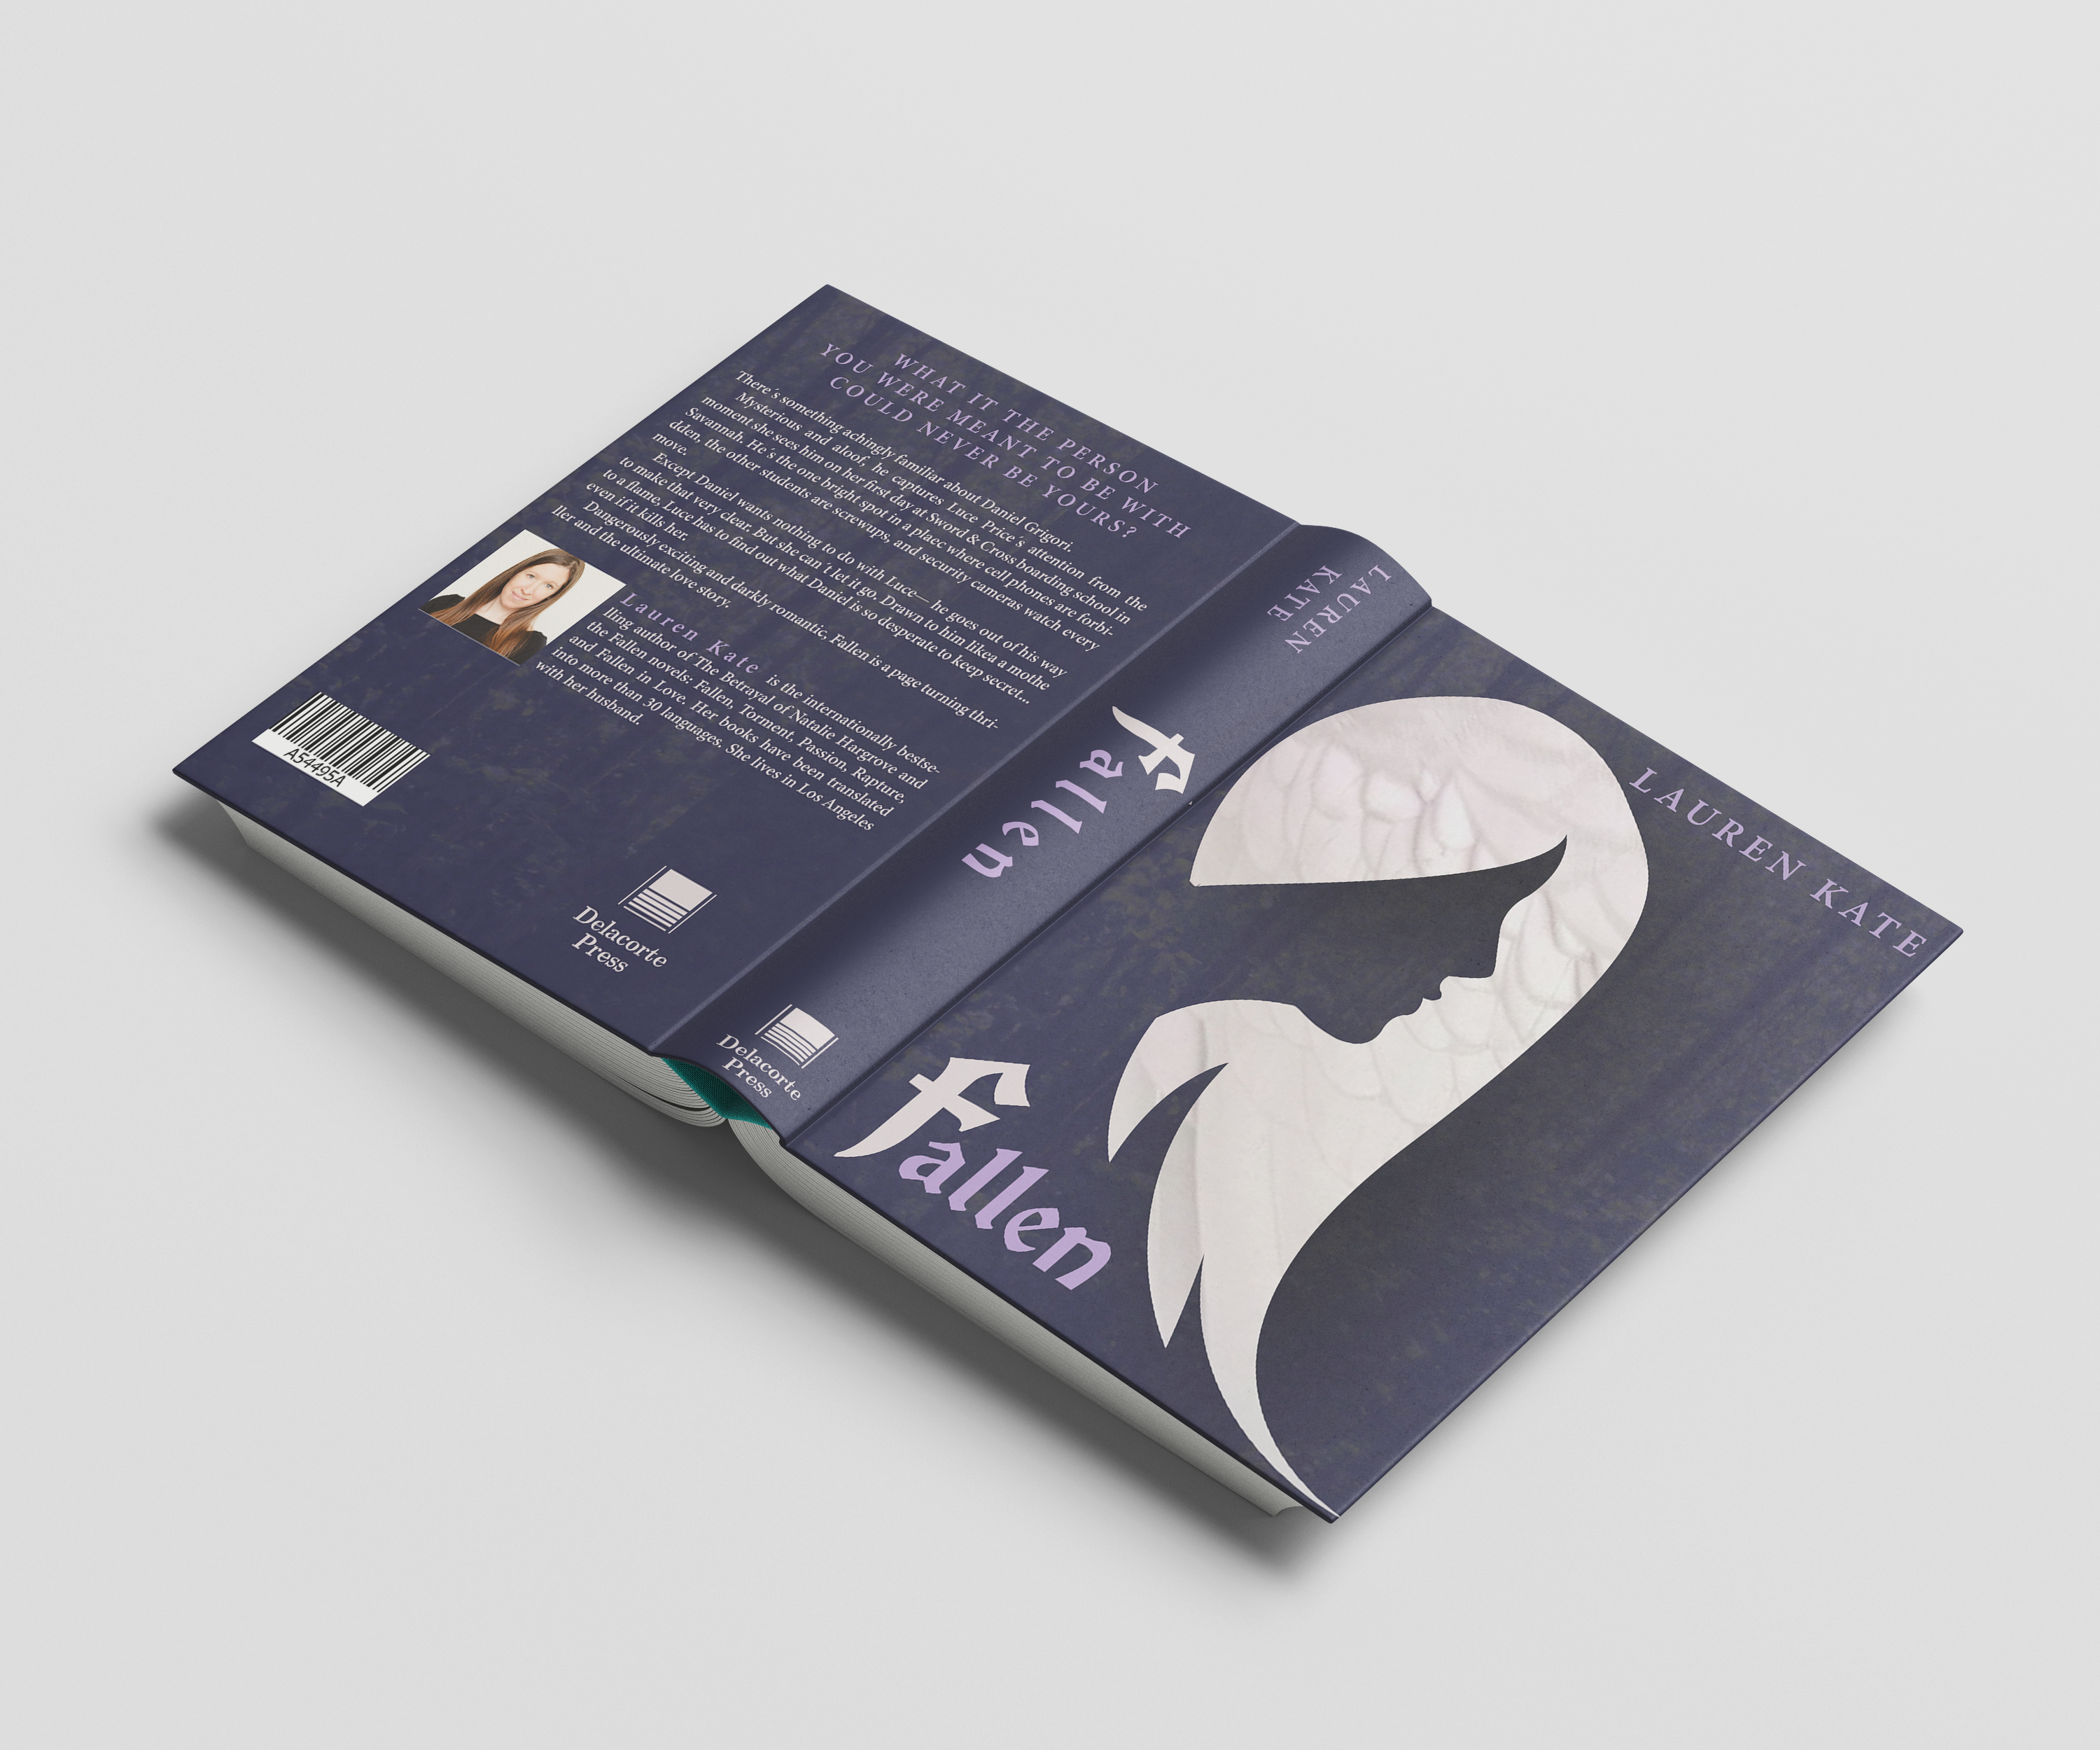 WHAT IT THE PERSON
YOU WERE MEANT TO BE WITH
COULD NEVER BE YOURS?
There´s something achingly familiar about Daniel Grigori.
Mysterious and aloof, he captures Luce Price´s attention from the
moment she sees him on her first day at Sword & Cross boarding school in
Savannah. He´s the one bright spot in a plaec where cell phones are forbi-
dden, the other students are screwups, and security cameras watch every
move.
Except Daniel wants nothing to do with Luce— he goes out of his way
to make that very clear. But she can´t let it go. Drawn to him likea a mothe
to a flame, Luce has to find out what Daniel is so desperate to keep secret...
even if it kills her.
Dangerously exciting and darkly romantic, Fallen is a page turning thri-
ller and the ultimate love story.
Lauren Kate is the internationally bestse-
lling author of The Betrayal of Natalie Hargrove and
the Fallen novels: Fallen, Torment, Passion, Rapture,
and Fallen in Love. Her books have been translated
into more than 30 languages. She lives in Los Angeles
with her husband.
A54495A
Delacorte
Press
LAUREN
KATE
Fallen
Delacorte
Press
LAUREN KATE
Fallen